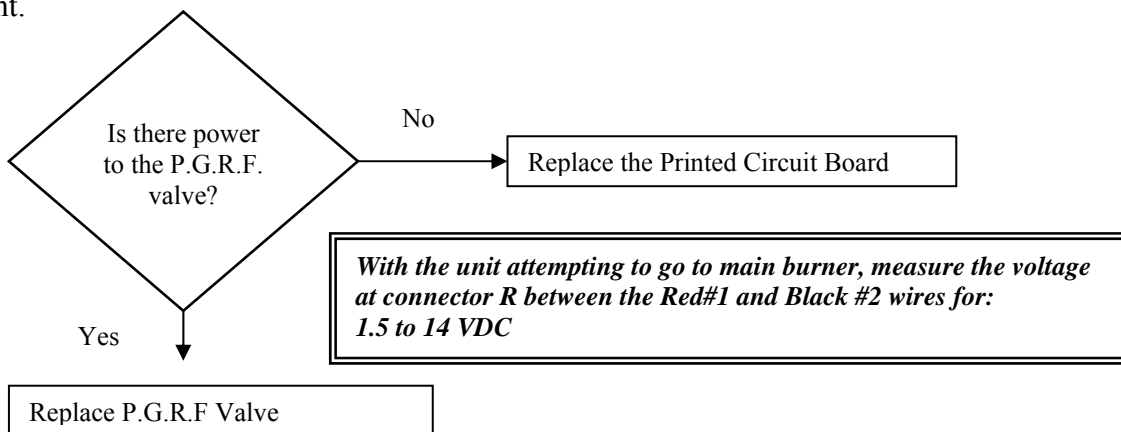 Is there power
to the P.G.R.F.
valve?
No
Replace the Printed Circuit Board
With the unit attempting to go to main burner, measure the voltage
at connector R between the Red#1 and Black #2 wires for:
1.5 to 14 VDC
Yes
Replace P.G.R.F Valve